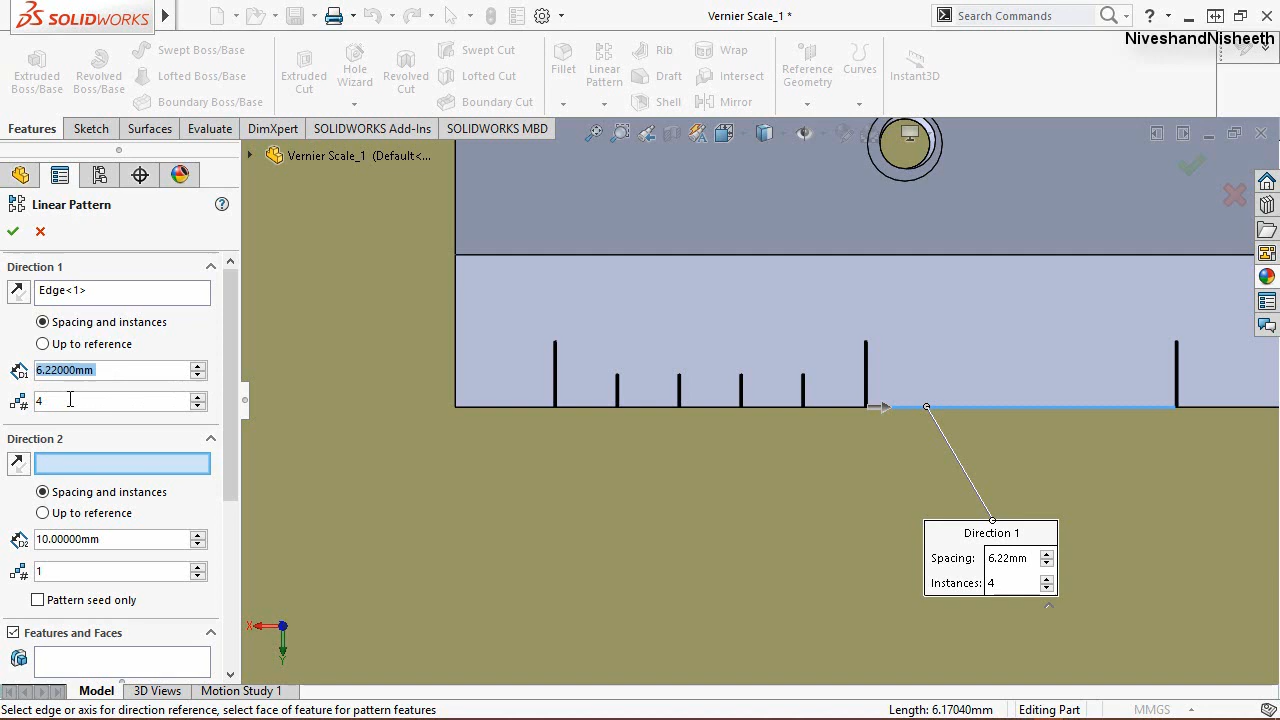 SOLIDWORKS
Vernier Scale_1 *
Search Commands
?
NiveshandNisheeth
Extruded Boss/Base
Revolved Boss/Base
Swept Boss/Base
Lofted Boss/Base
Boundary Boss/Base
Extruded Cut
Hole Wizard
Revolved Cut
Swept Cut
Lofted Cut
Boundary Cut
Fillet
Linear Pattern
Rib
Draft
Shell
Wrap
Intersect
Mirror
Reference Geometry
Curves
Instant3D
Features
Sketch
Surfaces
Evaluate
DimXpert
SOLIDWORKS Add-Ins
SOLIDWORKS MBD
Vernier Scale_1 (Default<...
Linear Pattern
?
Direction 1
Edge<1>
Spacing and instances
Up to reference
D1
6.22000mm
#
4
Direction 2
Spacing and instances
Up to reference
D2
10.00000mm
#
1
Pattern seed only
Features and Faces
Direction 1
Spacing: 6.22mm
Instances: 4
X
Y
Model
3D Views
Motion Study 1
Select edge or axis for direction reference, select face of feature for pattern features
Length: 6.17040mm
Editing Part
MMGS